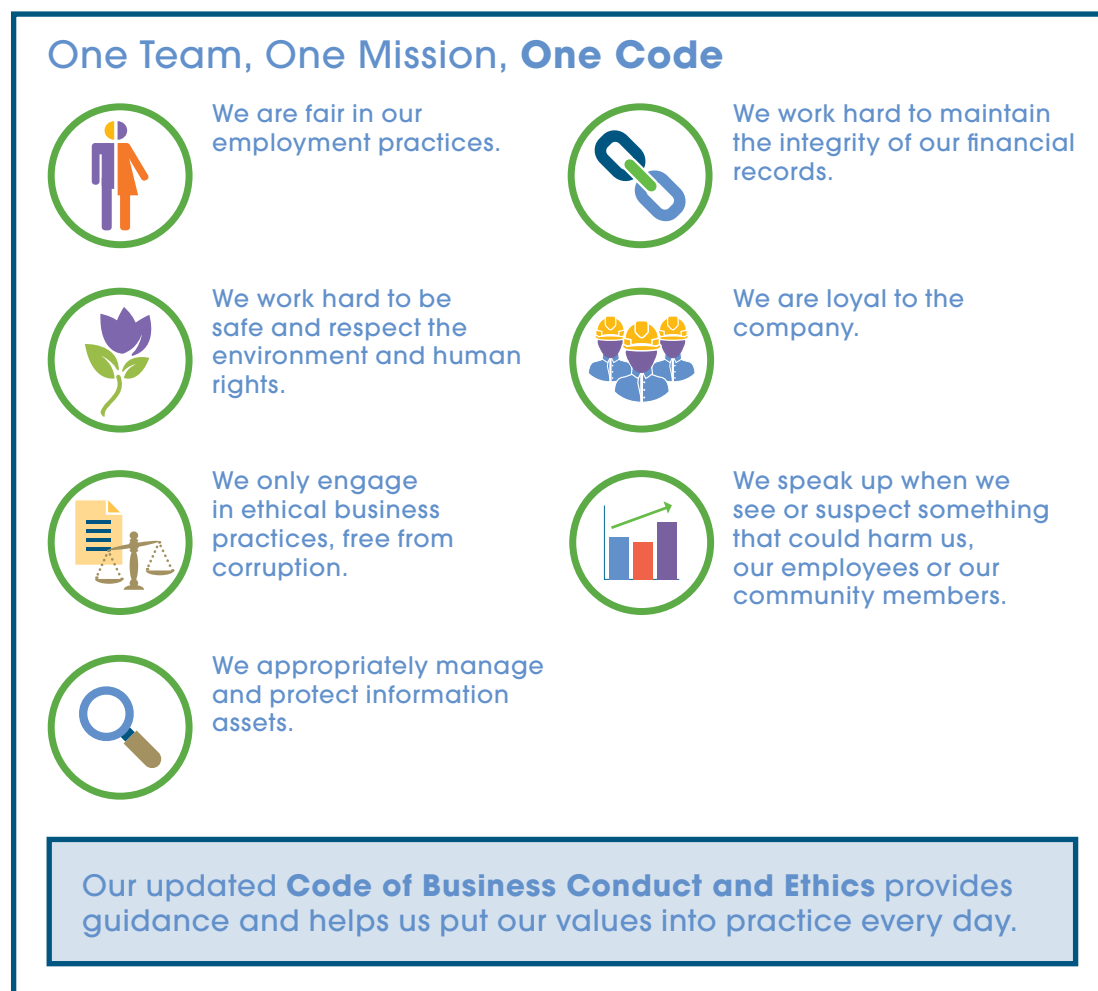 One Team, One Mission, One Code
We are fair in our
employment practices.
We work hard to be
safe and respect the
environment and human
rights.
We only engage
in ethical business
practices, free from
corruption.
We appropriately manage
and protect information
assets.
We work hard to maintain
the integrity of our financial
records.
We are loyal to the
company.
We speak up when we
see or suspect something
that could harm us,
our employees or our
community members.
Our updated Code of Business Conduct and Ethics provides
guidance and helps us put our values into practice every day.